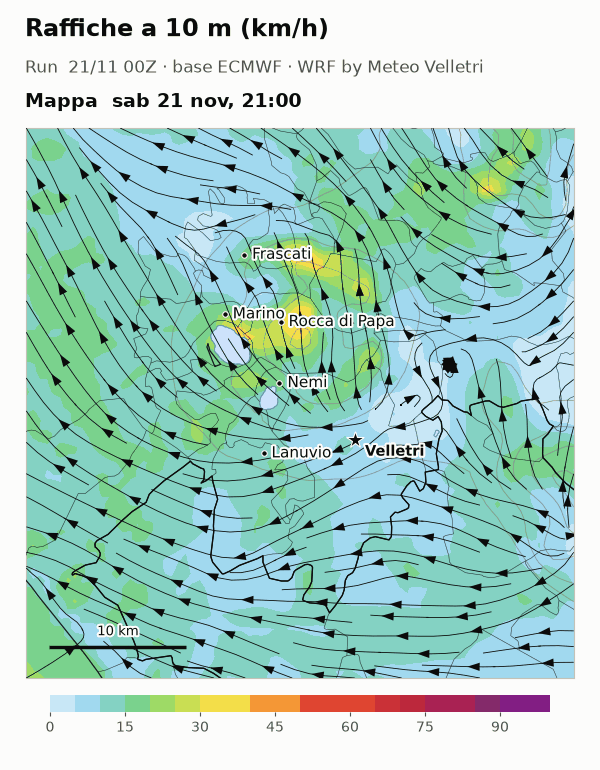 Raffiche a 10 m (km/h)
Run  21/11 00Z · base ECMWF · WRF by Meteo Velletri
Mappa  sab 21 nov, 21:00
Frascati
Marino
Rocca di Papa
Nemi
Velletri
Lanuvio
10 km
0 15 30 45 60 75 90